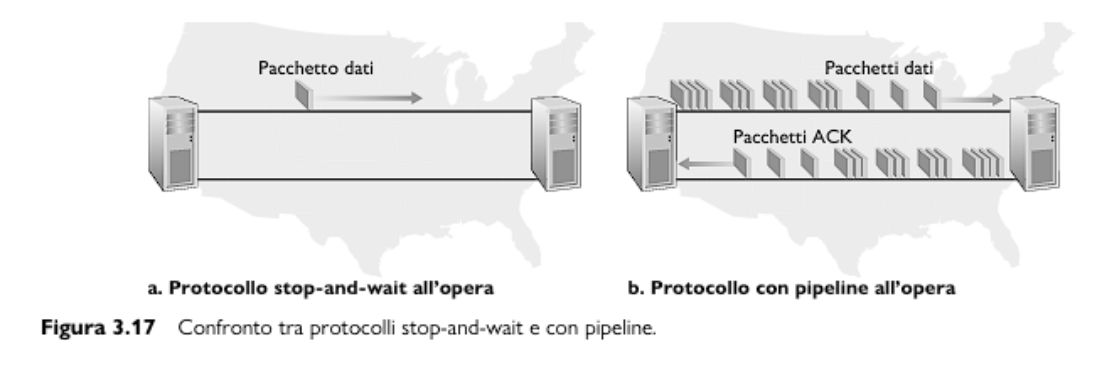 Pacchetto dati
Pacchetti dati
Pacchetti ACK
a. Protocollo stop-and-wait all'opera
b. Protocollo con pipeline all'opera
Figura 3.17 Confronto tra protocolli stop-and-wait e con pipeline.